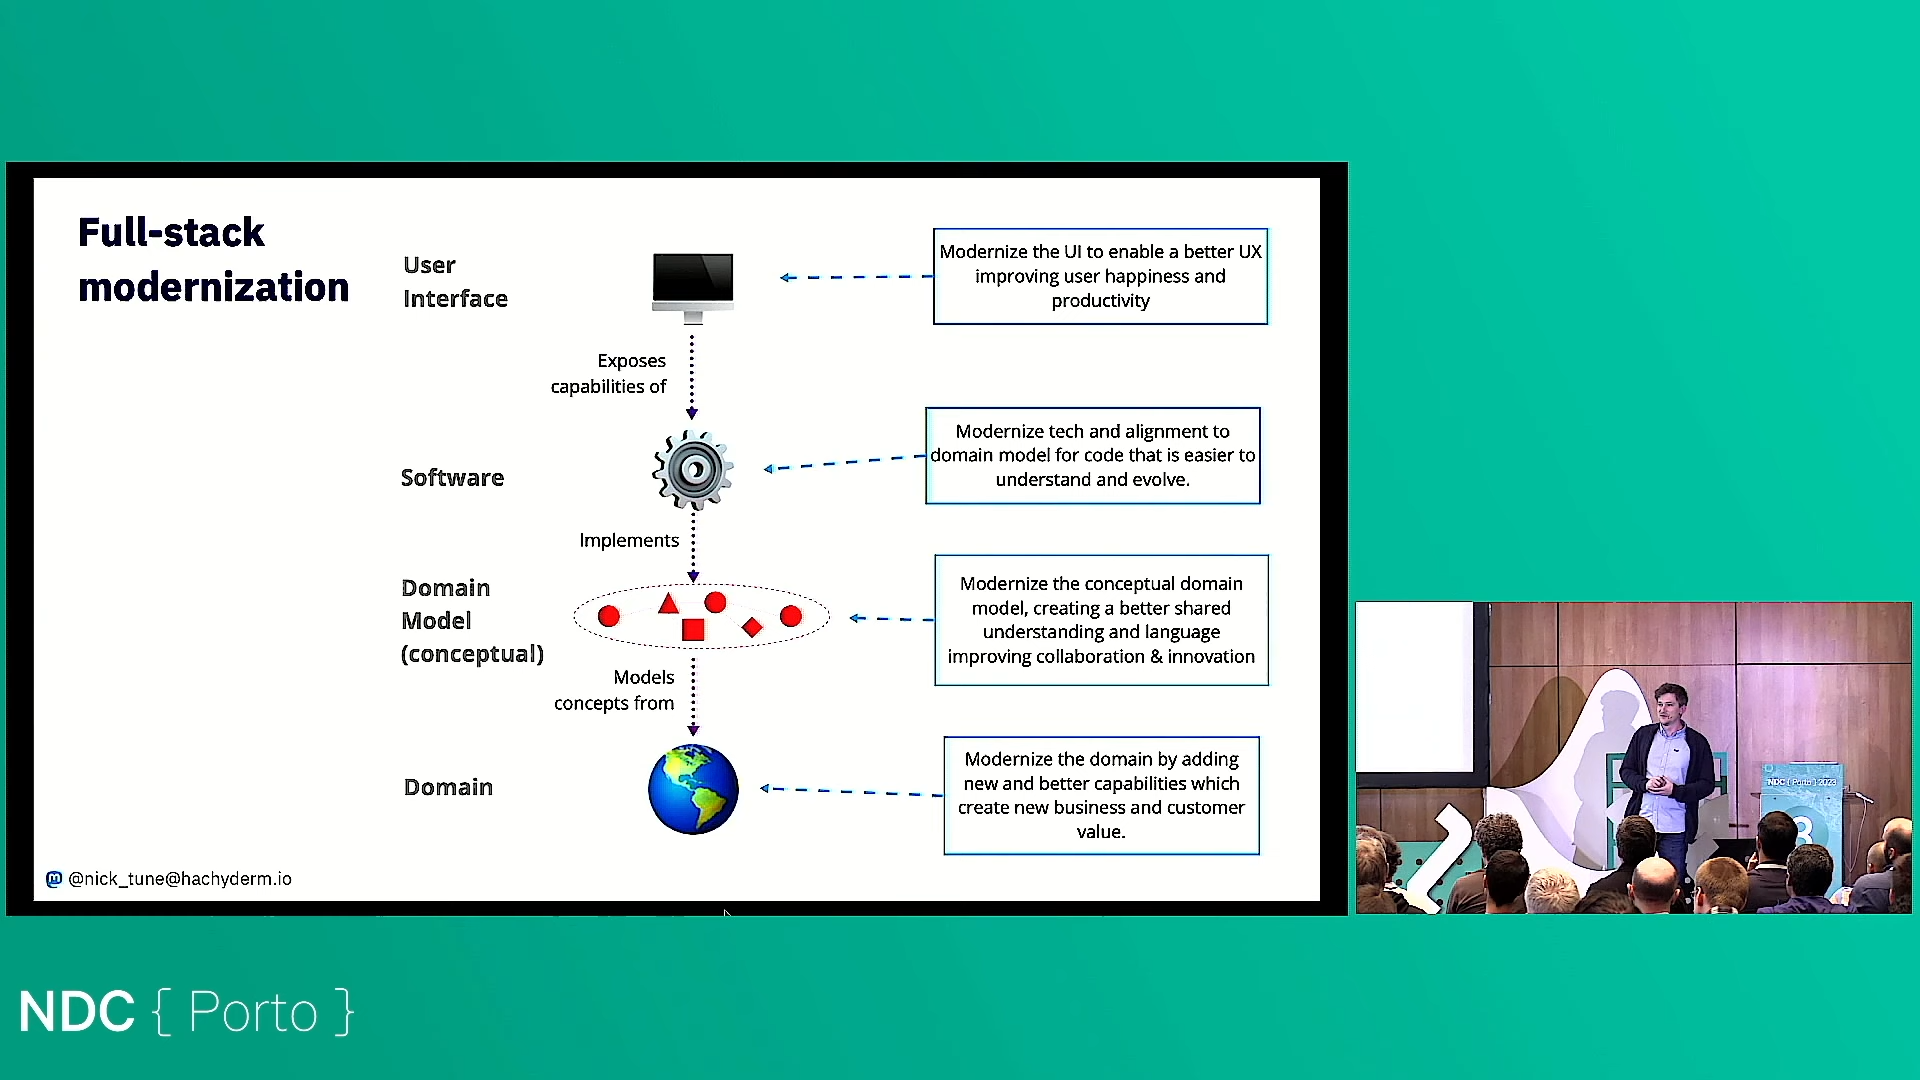 Full-stack
modernization
User
Interface
Modernize the UI to enable a better UX
improving user happiness and
productivity
Exposes
capabilities of
Software
Modernize tech and alignment to
domain model for code that is easier to
understand and evolve.
Implements
Domain
Model
(conceptual)
Modernize the conceptual domain
model, creating a better shared
understanding and language
improving collaboration & innovation
Models
concepts from
Domain
Modernize the domain by adding
new and better capabilities which
create new business and customer
value.
@nick_tune@hachyderm.io
NDC { Porto } 2023
3
NDC { Porto }